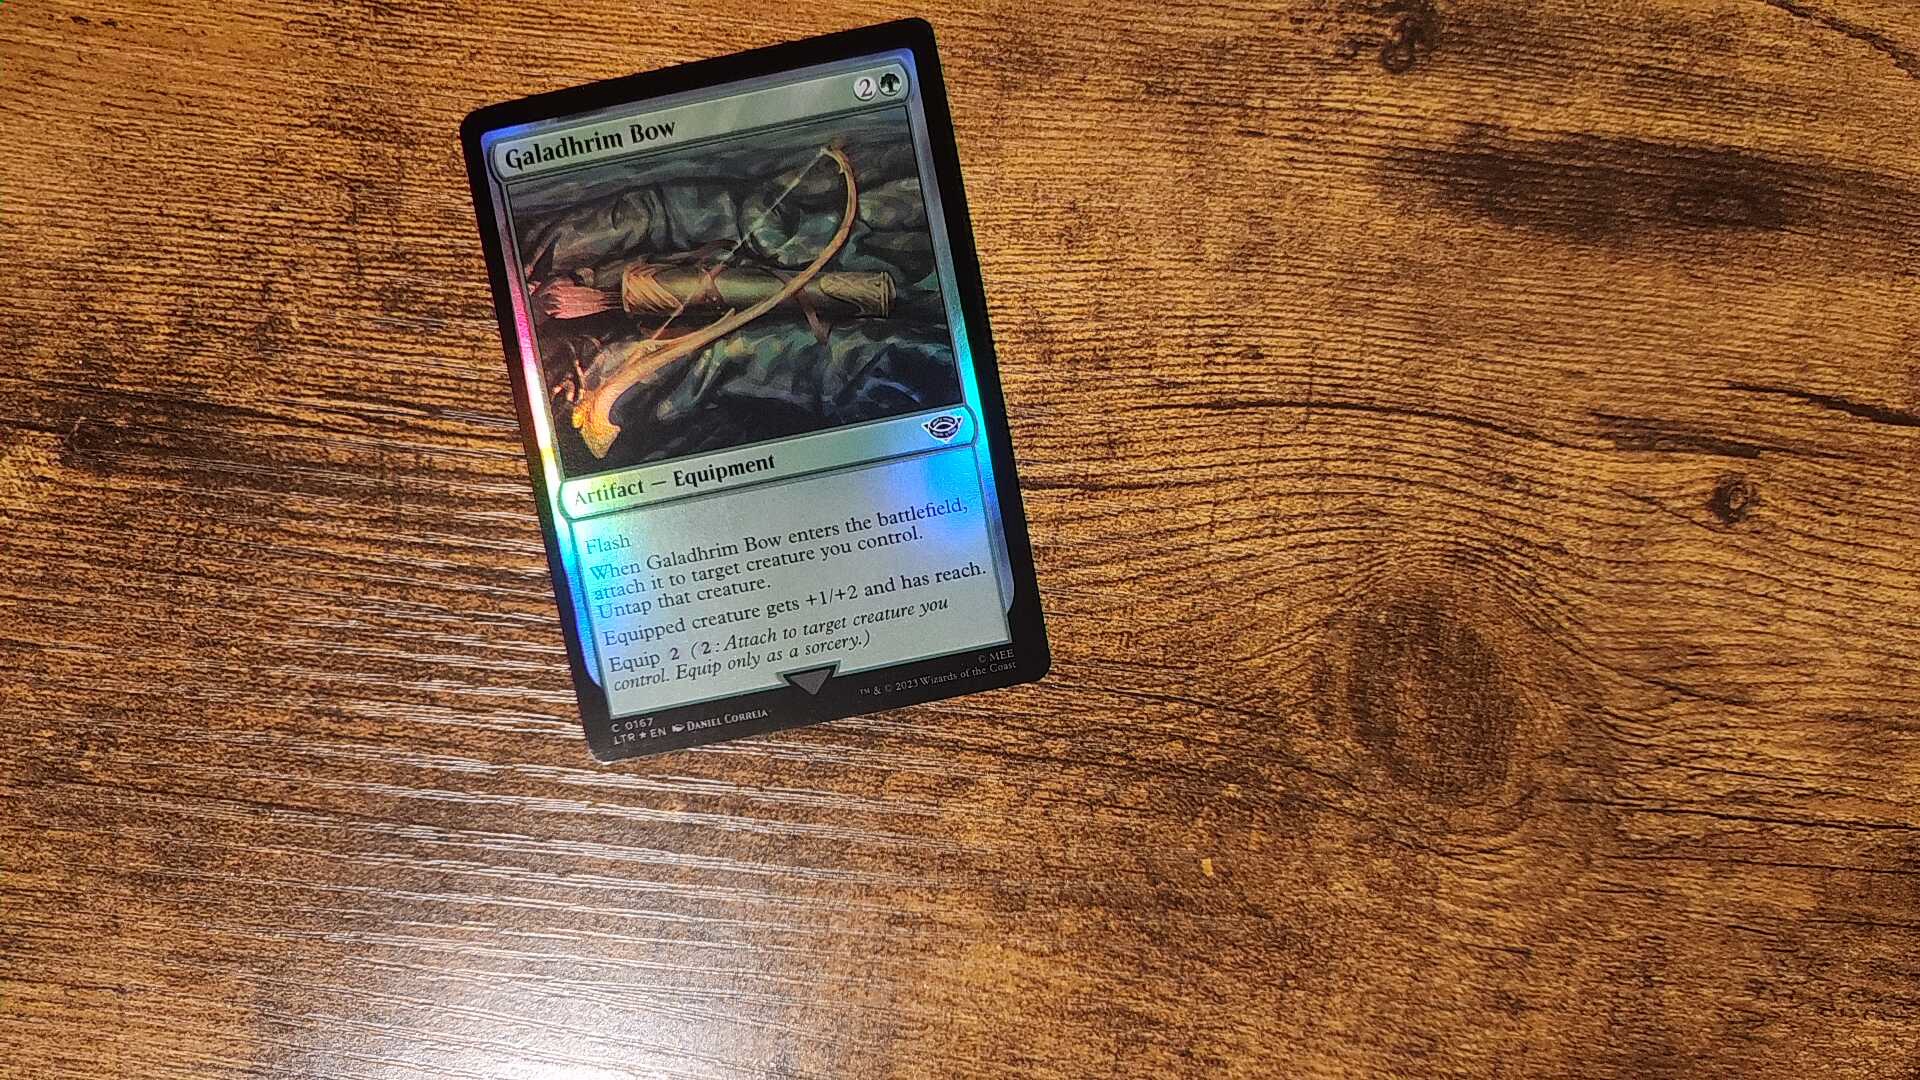 Galadhrim Bow 2
Artifact — Equipment
Flash
When Galadhrim Bow enters the battlefield,
attach it to target creature you control.
Untap that creature.
Equipped creature gets +1/+2 and has reach.
Equip 2 (2: Attach to target creature you
control. Equip only as a sorcery.)
C 0167
LTR ★ EN Daniel Correia
© MEE
™ & © 2023 Wizards of the Coast